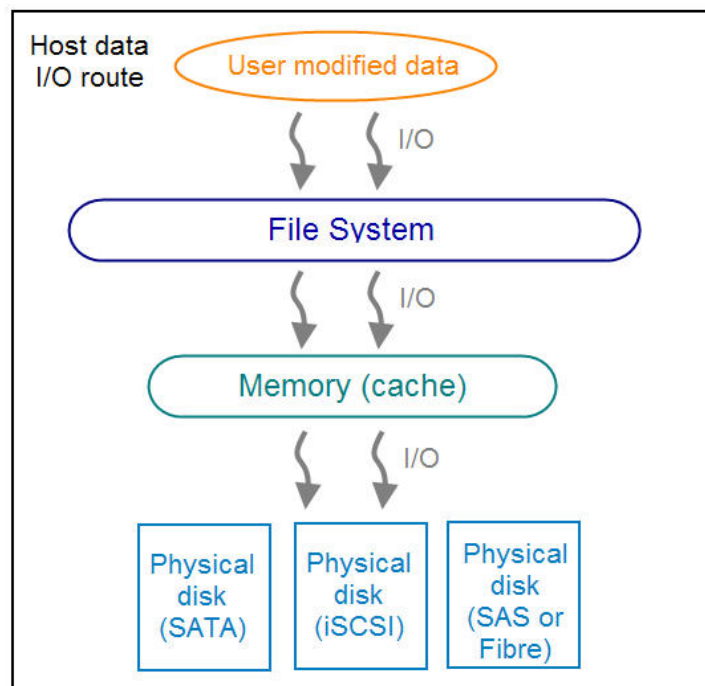 Host data
I/O route
User modified data
I/O
File System
I/O
Memory (cache)
I/O
Physical
disk
(SATA)
Physical
disk
(iSCSI)
Physical
disk
(SAS or
Fibre)